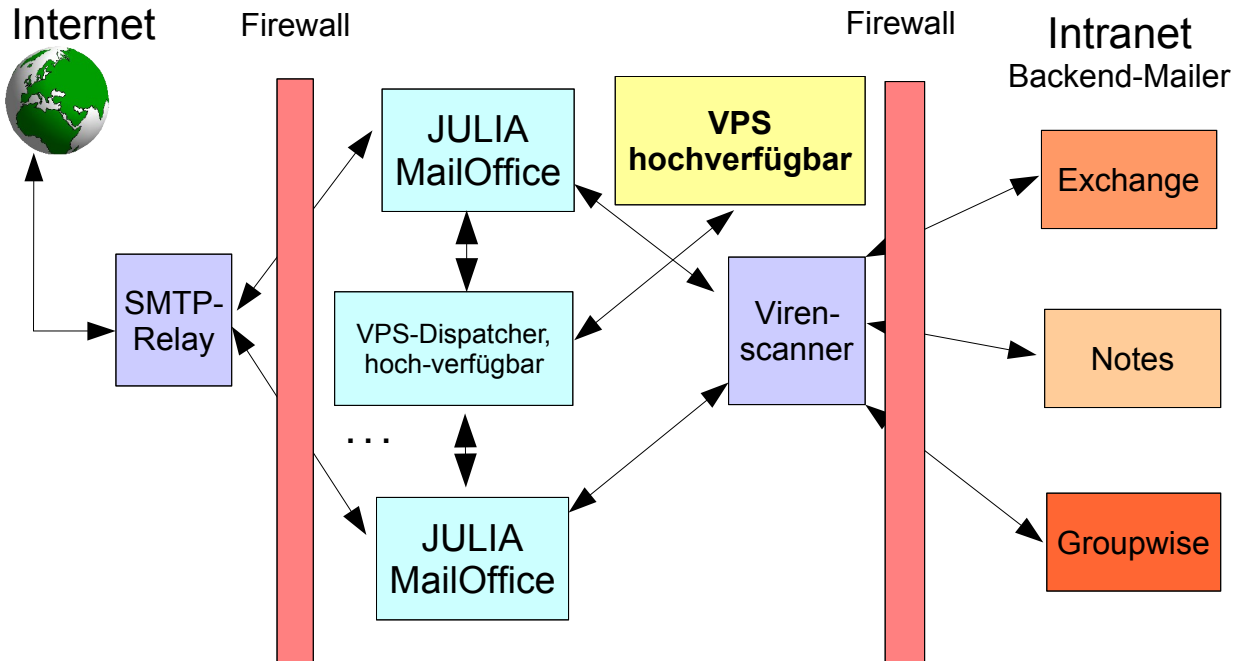 Internet
Firewall
Firewall
Intranet
Backend-Mailer
JULIA
MailOffice
VPS
hochverfügbar
Exchange
SMTP-
Relay
VPS-Dispatcher,
hoch-verfügbar
Viren-
scanner
Notes
...
JULIA
MailOffice
Groupwise